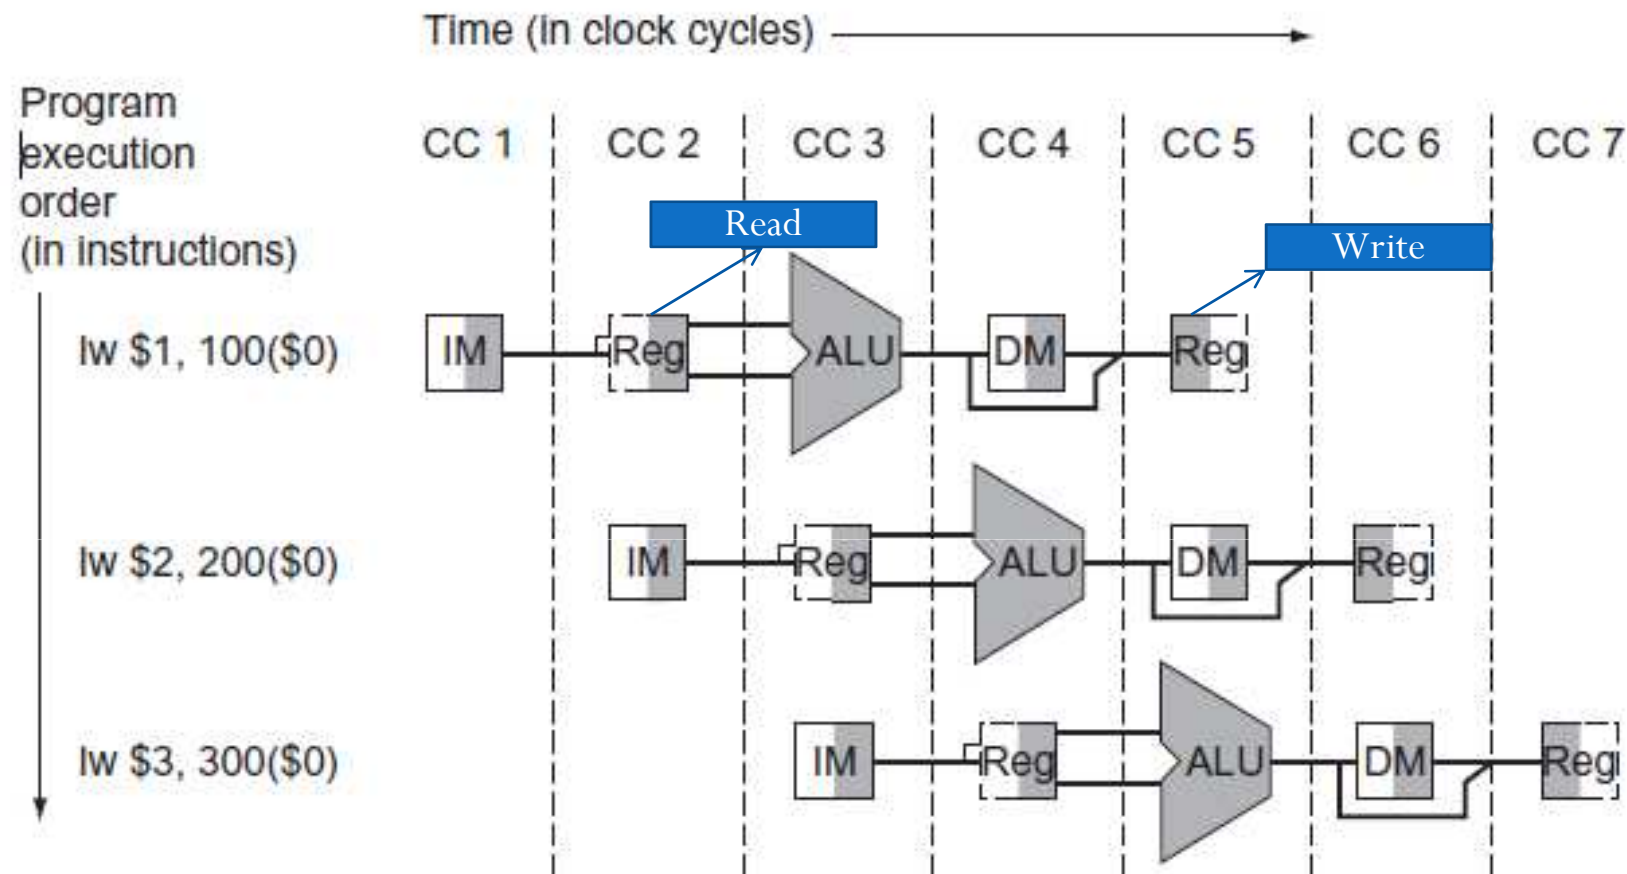 Time (in clock cycles)
Program
execution
order
(in instructions)
CC 1 CC 2 CC 3 CC 4 CC 5 CC 6 CC 7
Read
Write
lw $1, 100($0) IM Reg ALU DM Reg
lw $2, 200($0) IM Reg ALU DM Reg
lw $3, 300($0) IM Reg ALU DM Reg